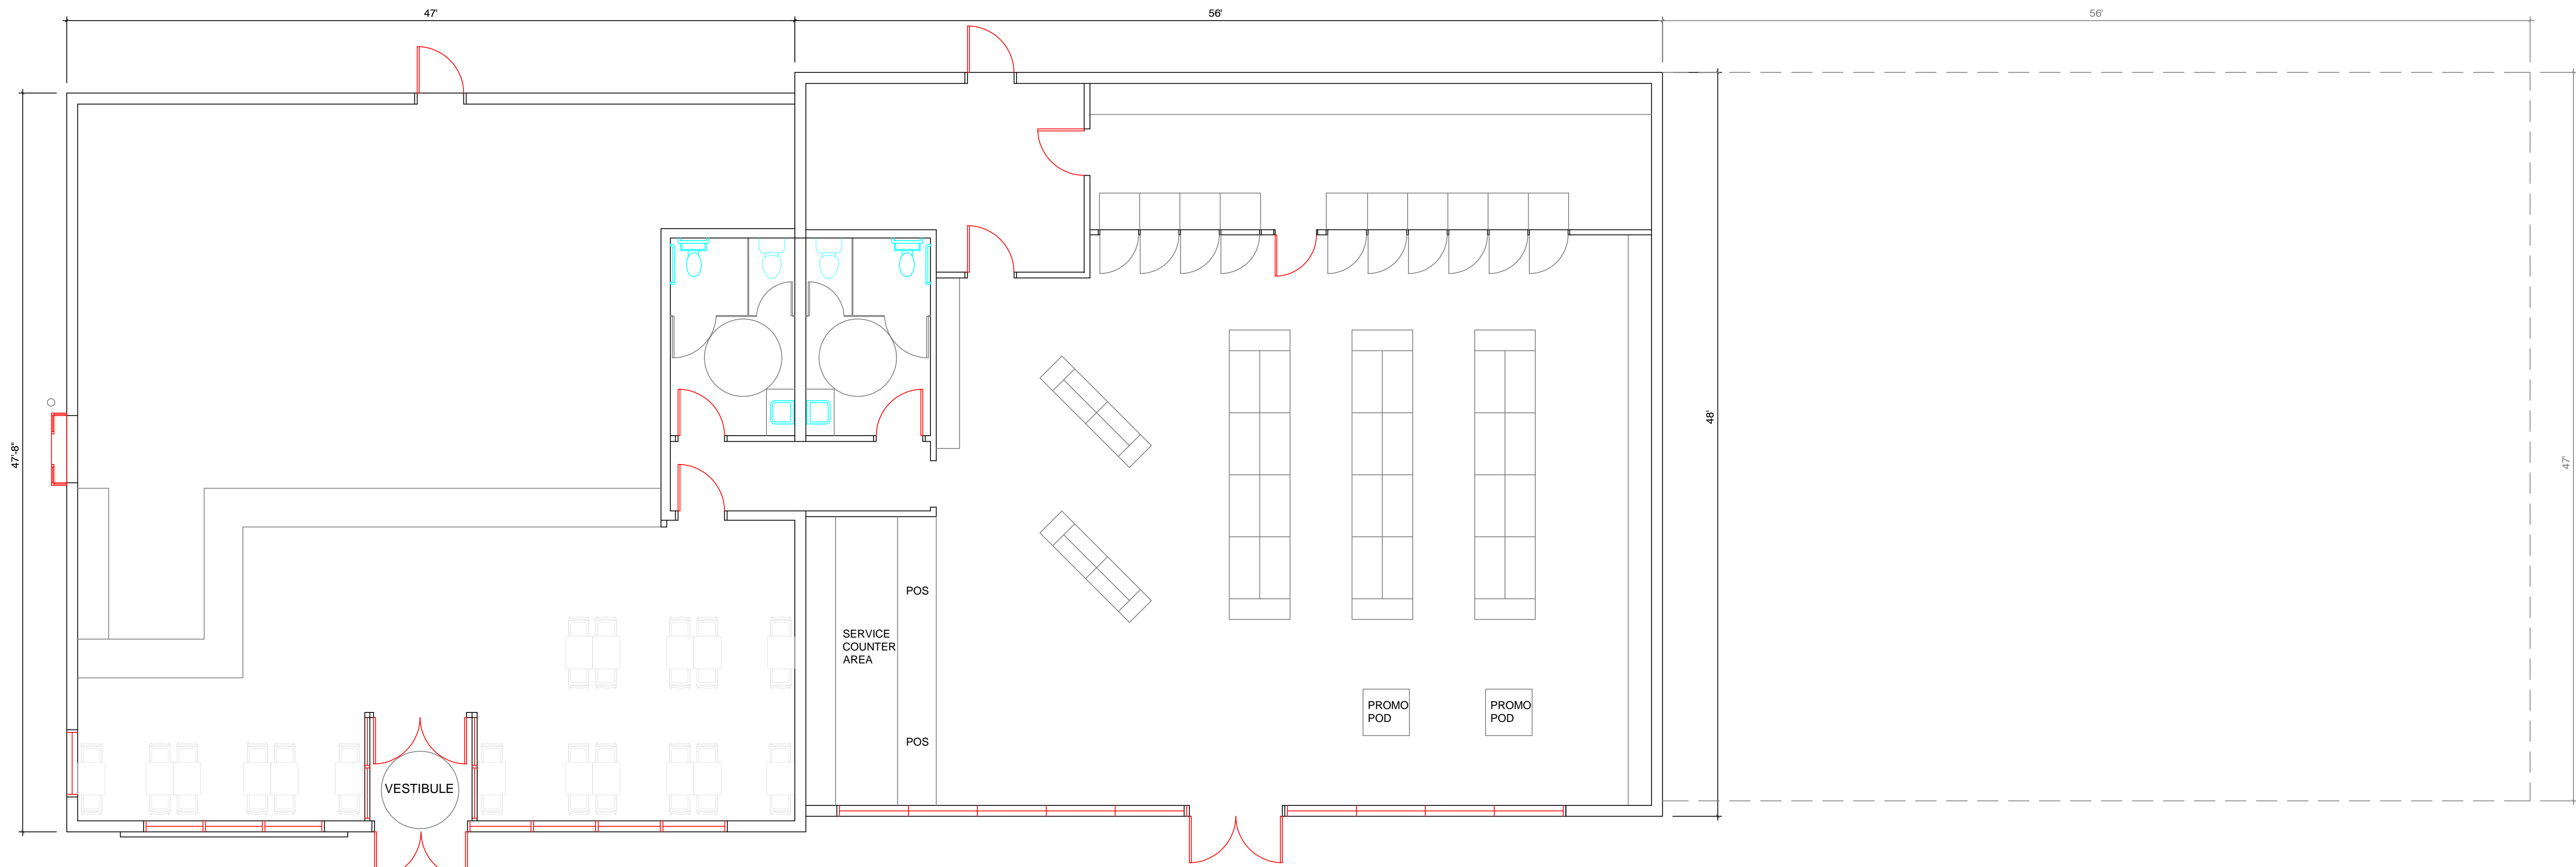 47'
56'
56'
47'-8"
48'
47'
POS
SERVICE
COUNTER
AREA
PROMO
POD
PROMO
POD
POS
VESTIBULE